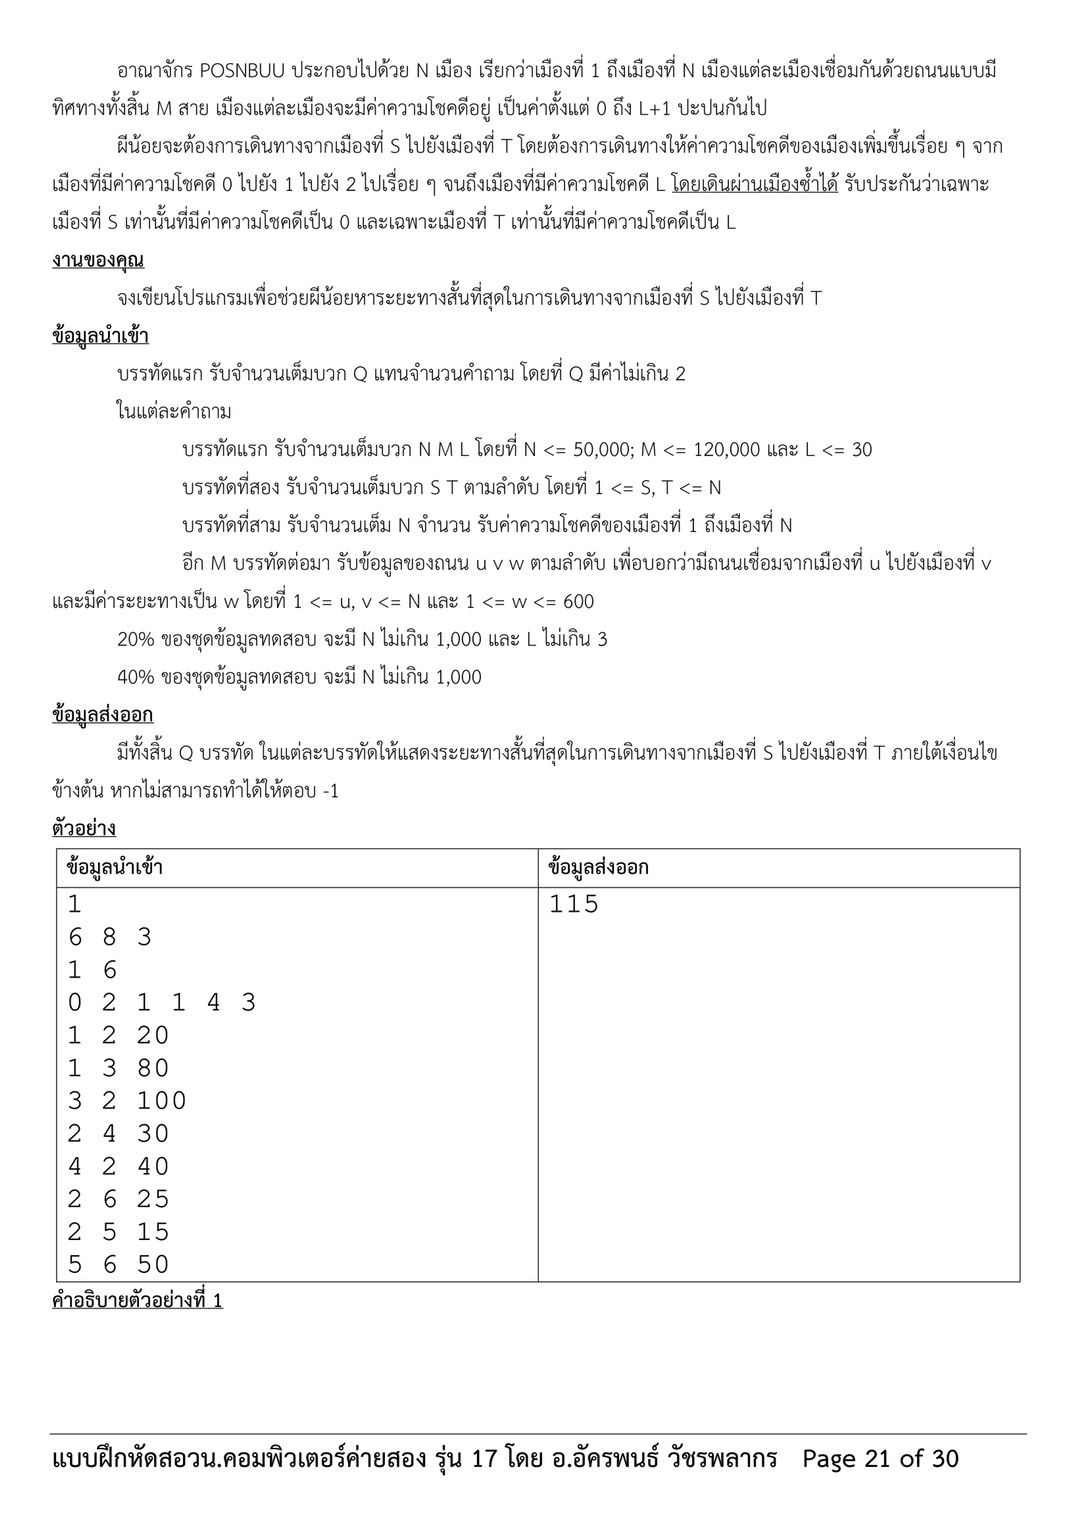 อาณาจักร POSNBUU ประกอบไปด้วย N เมือง เรียกว่าเมืองที่ 1 ถึงเมืองที่ N เมืองแต่ละเมืองเชื่อมกันด้วยถนนแบบมี
ทิศทางทั้งสิ้น M สาย เมืองแต่ละเมืองจะมีค่าความโชคดีอยู่ เป็นค่าตั้งแต่ 0 ถึง L+1 ปะปนกันไป
ผีน้อยจะต้องการเดินทางจากเมืองที่ S ไปยังเมืองที่ T โดยต้องการเดินทางให้ค่าความโชคดีของเมืองเพิ่มขึ้นเรื่อย ๆ จาก
เมืองที่มีค่าความโชคดี 0 ไปยัง 1 ไปยัง 2 ไปเรื่อย ๆ จนถึงเมืองที่มีค่าความโชคดี L โดยเดินผ่านเมืองซ้ำได้ รับประกันว่าเฉพาะ
เมืองที่ S เท่านั้นที่มีค่าความโชคดีเป็น 0 และเฉพาะเมืองที่ T เท่านั้นที่มีค่าความโชคดีเป็น L
งานของคุณ
จงเขียนโปรแกรมเพื่อช่วยผีน้อยหาระยะทางสั้นที่สุดในการเดินทางจากเมืองที่ S ไปยังเมืองที่ T
ข้อมูลนำเข้า
บรรทัดแรก รับจำนวนเต็มบวก Q แทนจำนวนคำถาม โดยที่ Q มีค่าไม่เกิน 2
ในแต่ละคำถาม
บรรทัดแรก รับจำนวนเต็มบวก N M L โดยที่ N <= 50,000; M <= 120,000 และ L <= 30
บรรทัดที่สอง รับจำนวนเต็มบวก S T ตามลำดับ โดยที่ 1 <= S, T <= N
บรรทัดที่สาม รับจำนวนเต็ม N จำนวน รับค่าความโชคดีของเมืองที่ 1 ถึงเมืองที่ N
อีก M บรรทัดต่อมา รับข้อมูลของถนน u v w ตามลำดับ เพื่อบอกว่ามีถนนเชื่อมจากเมืองที่ u ไปยังเมืองที่ v
และมีค่าระยะทางเป็น w โดยที่ 1 <= u, v <= N และ 1 <= w <= 600
20% ของชุดข้อมูลทดสอบ จะมี N ไม่เกิน 1,000 และ L ไม่เกิน 3
40% ของชุดข้อมูลทดสอบ จะมี N ไม่เกิน 1,000
ข้อมูลส่งออก
มีทั้งสิ้น Q บรรทัด ในแต่ละบรรทัดให้แสดงระยะทางสั้นที่สุดในการเดินทางจากเมืองที่ S ไปยังเมืองที่ T ภายใต้เงื่อนไข
ข้างต้น หากไม่สามารถทำได้ให้ตอบ -1
ตัวอย่าง
ข้อมูลนำเข้า ข้อมูลส่งออก
1 115
6 8 3
1 6
0 2 1 1 4 3
1 2 20
1 3 80
3 2 100
2 4 30
4 2 40
2 6 25
2 5 15
5 6 50
คำอธิบายตัวอย่างที่ 1
แบบฝึกหัดสอวน.คอมพิวเตอร์ค่ายสอง รุ่น 17 โดย อ.อัครพนธ์ วัชรพลากร Page 21 of 30